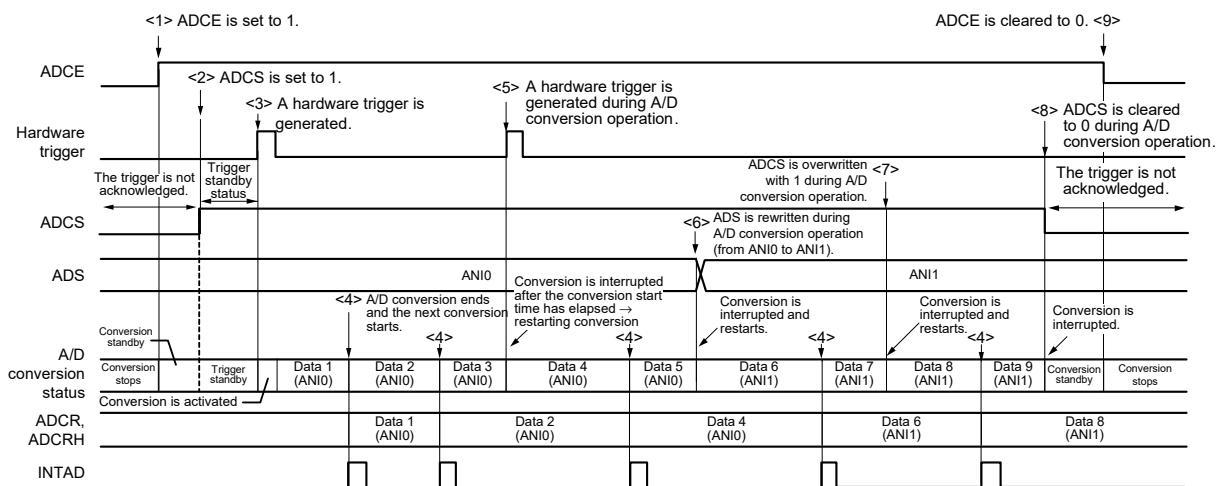 <1> ADCE is set to 1.
ADCE is cleared to 0. <9>
ADCE
<2> ADCS is set to 1.
<3> A hardware trigger is
generated.
<5> A hardware trigger is
generated during A/D
conversion operation.
<8> ADCS is cleared
to 0 during A/D
conversion operation.
Hardware
trigger
The trigger is not
acknowledged.
Trigger
standby
status
ADCS is overwritten
with 1 during A/D
conversion operation.
<7>
The trigger is not
acknowledged.
ADCS
<6> ADS is rewritten during
A/D conversion operation
(from ANI0 to ANI1).
ADS
ANI0
ANI1
<4> A/D conversion ends
and the next conversion
starts.
<4>
Conversion is interrupted
after the conversion start
time has elapsed →
restarting conversion
<4>
Conversion is
interrupted and
restarts.
<4>
Conversion is
interrupted and
restarts.
<4>
Conversion is
interrupted.
Conversion
standby
A/D
conversion
status
Conversion
stops
Trigger
standby
Conversion is activated
Data 1
(ANI0)
Data 2
(ANI0)
Data 3
(ANI0)
Data 4
(ANI0)
Data 5
(ANI0)
Data 6
(ANI1)
Data 7
(ANI1)
Data 8
(ANI1)
Data 9
(ANI1)
Conversion
standby
Conversion
stops
ADCR,
ADCRH
Data 1
(ANI0)
Data 2
(ANI0)
Data 4
(ANI0)
Data 6
(ANI1)
Data 8
(ANI1)
INTAD